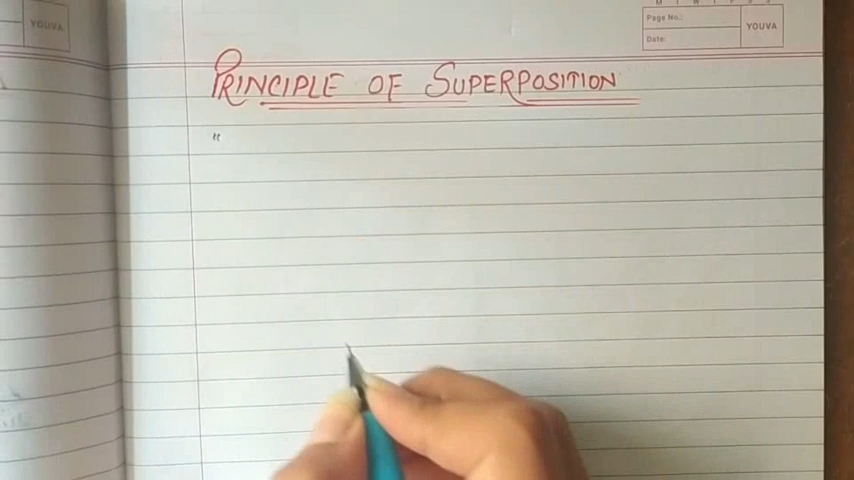 YOUVA
M T W T F S S
Page No.:
YOUVA
Date:
PRINCIPLE OF SUPERPOSITION
"